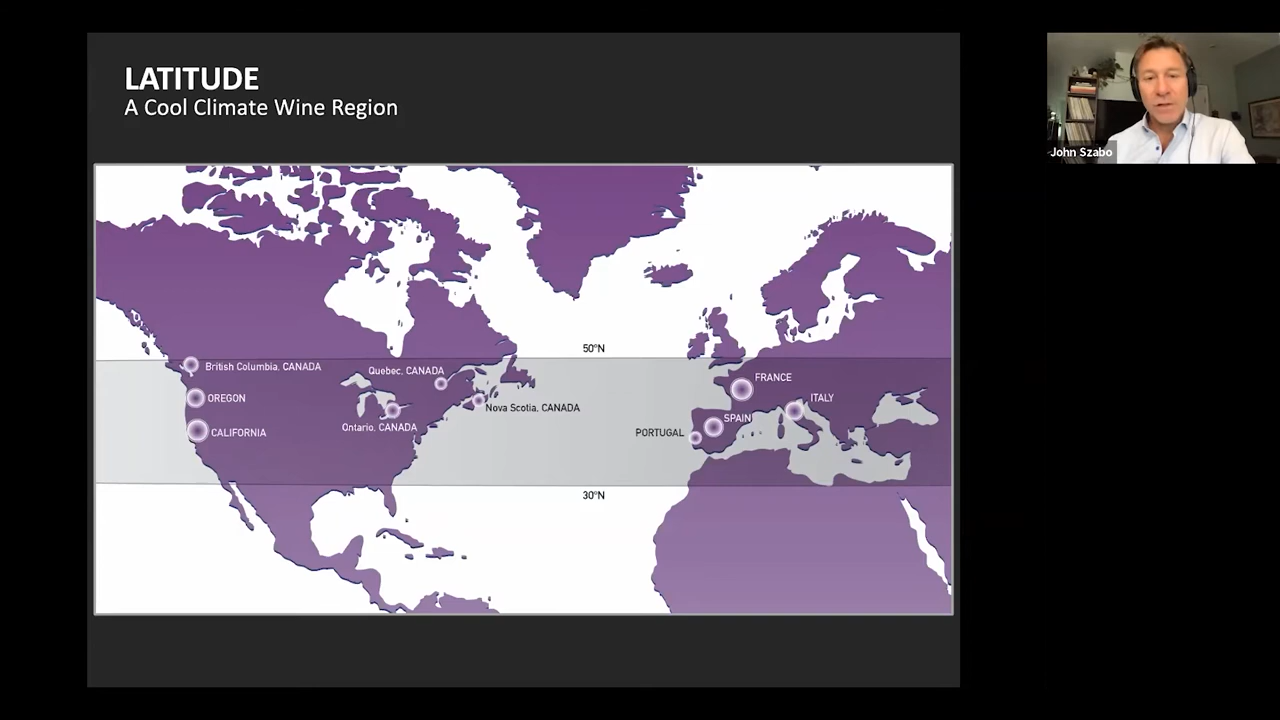 LATITUDE
A Cool Climate Wine Region
John Szabo
50°N
British Columbia, CANADA
Quebec, CANADA
FRANCE
OREGON
ITALY
Nova Scotia, CANADA
SPAIN
Ontario, CANADA
CALIFORNIA
PORTUGAL
30°N